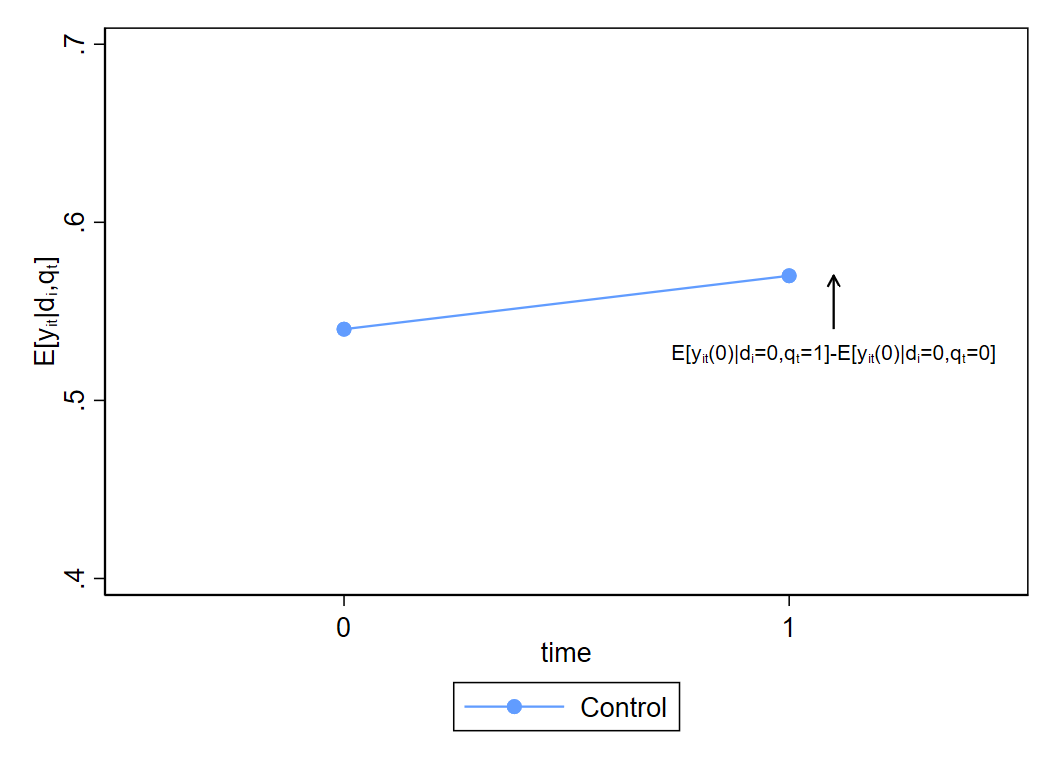 .7
.6
.5
.4
E[yᵢₜ|dᵢ,qₜ]
E[yᵢₜ(0)|dᵢ=0,qₜ=1]-E[yᵢₜ(0)|dᵢ=0,qₜ=0]
0 1
time
Control